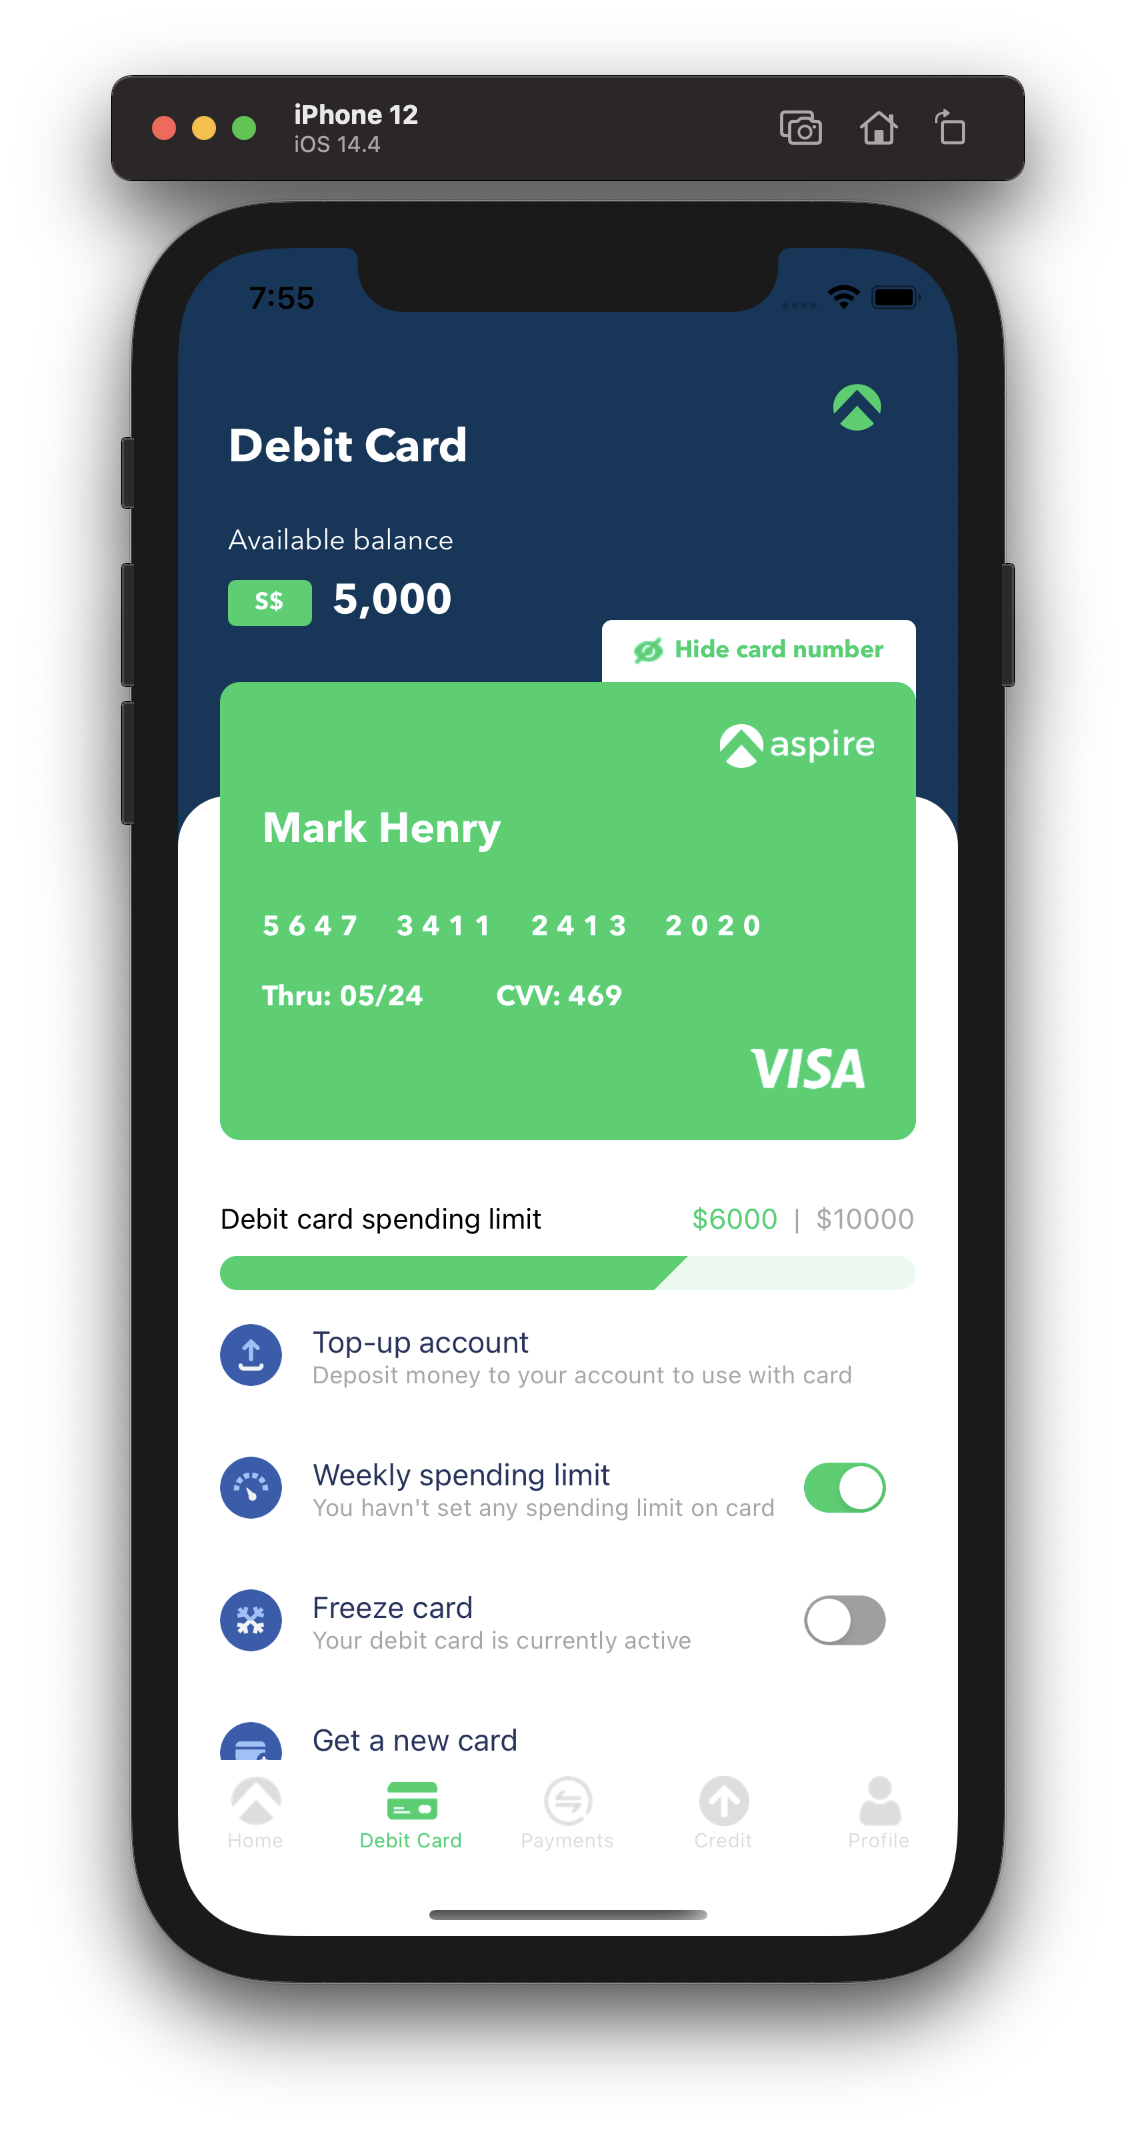 iPhone 12
iOS 14.4
7:55
Debit Card
Available balance
S$ 5,000
Hide card number
aspire
Mark Henry
5647 3411 2413 2020
Thru: 05/24 CVV: 469
VISA
Debit card spending limit $6000 | $10000
Top-up account
Deposit money to your account to use with card
Weekly spending limit
You havn't set any spending limit on card
Freeze card
Your debit card is currently active
Get a new card
Home Debit Card Payments Credit Profile